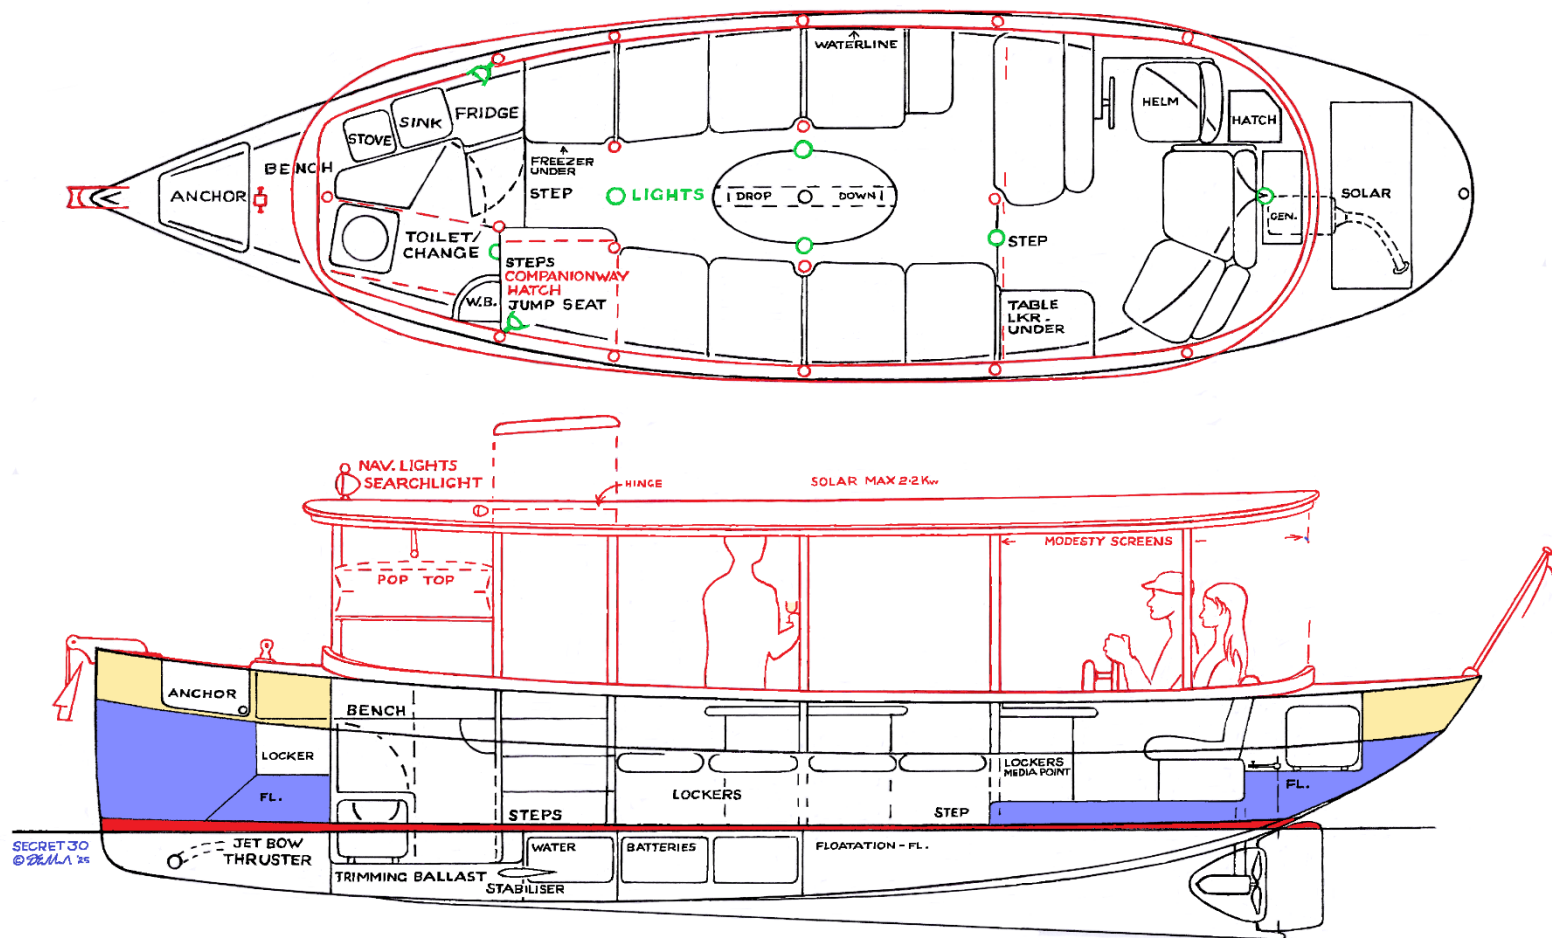 WATERLINE
HELM
HATCH
FRIDGE
SINK
STOVE
BENCH
ANCHOR
FREEZER
UNDER
STEP
LIGHTS
DROP
DOWN
SOLAR
GEN.
TOILET/
CHANGE
STEP
STEPS
COMPANIONWAY
HATCH
JUMP SEAT
W.B.
TABLE
LKR-
UNDER
NAV. LIGHTS
SEARCHLIGHT
HINGE
SOLAR MAX 2·2Kw
MODESTY SCREENS
POP TOP
ANCHOR
BENCH
LOCKER
LOCKERS
MEDIA POINT
FL.
FL.
LOCKERS
STEPS
STEP
SECRET 30
©
'25
JET BOW
THRUSTER
WATER
BATTERIES
FLOATATION - FL.
TRIMMING BALLAST
STABILISER